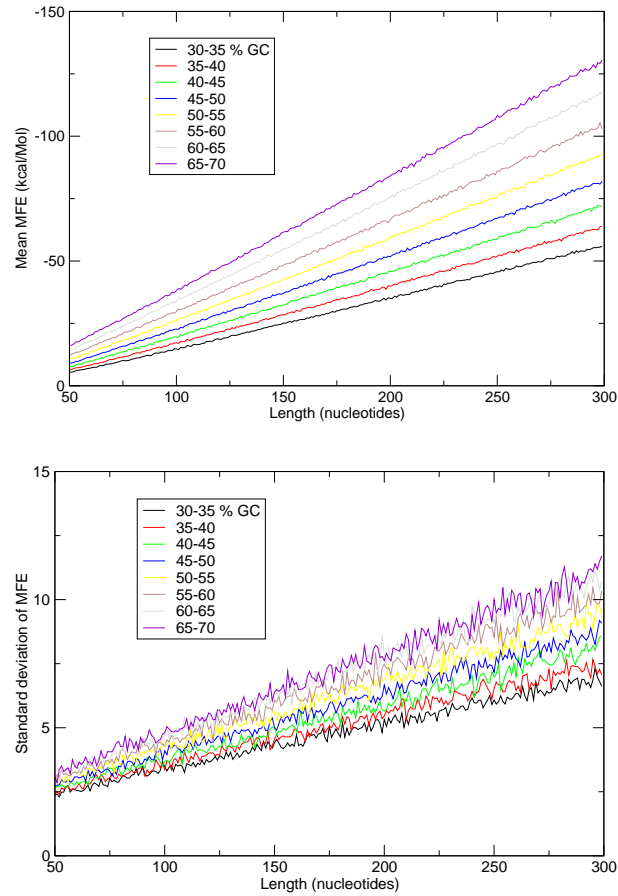 -150
-100
-50
0
Mean MFE (kcal/Mol)
30-35 % GC
35-40
40-45
45-50
50-55
55-60
60-65
65-70
50 100 150 200 250 300
Length (nucleotides)
15
10
5
0
Standard deviation of MFE
30-35 % GC
35-40
40-45
45-50
50-55
55-60
60-65
65-70
50 100 150 200 250 300
Length (nucleotides)